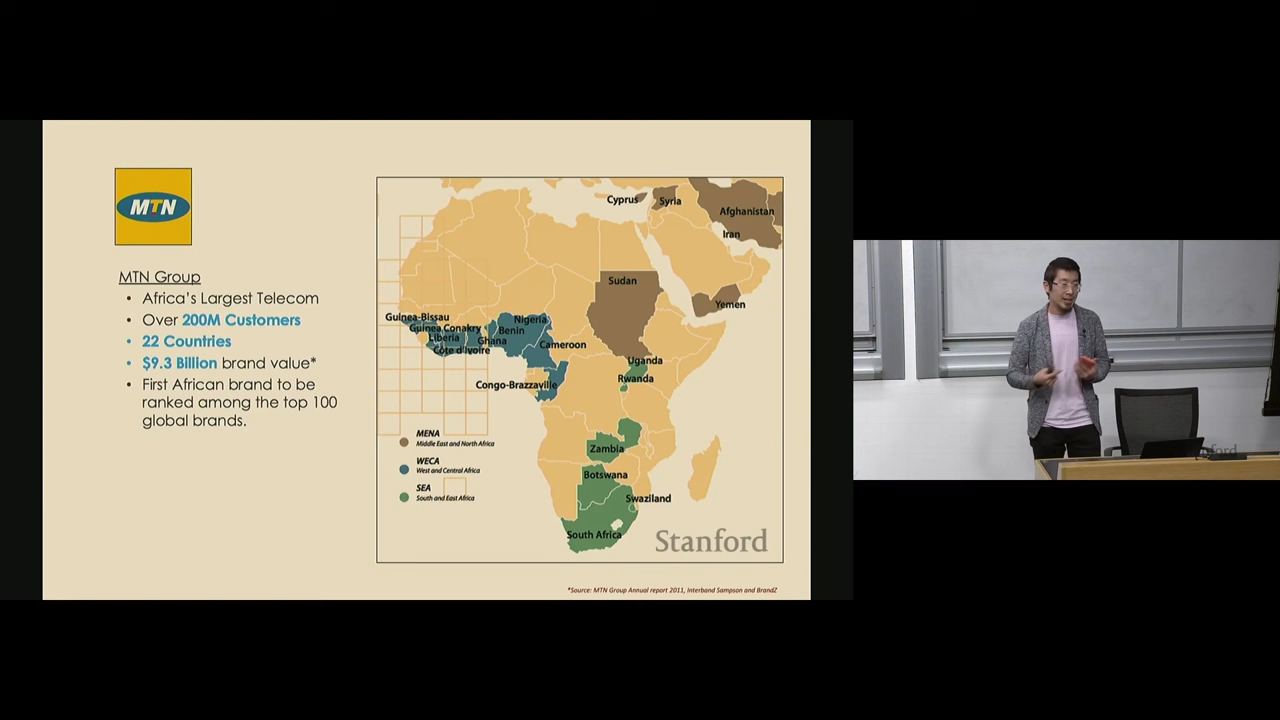 MTN
MTN Group
• Africa's Largest Telecom
• Over 200M Customers
• 22 Countries
• $9.3 Billion brand value*
• First African brand to be
ranked among the top 100
global brands.
Cyprus
Syria
Afghanistan
Iran
Sudan
Yemen
Guinea-Bissau
Guinea Conakry
Liberia
Côte d'Ivoire
Ghana
Benin
Nigeria
Cameroon
Congo-Brazzaville
Uganda
Rwanda
Zambia
Botswana
Swaziland
South Africa
MENA
Middle East and North Africa
WECA
West and Central Africa
SEA
South and East Africa
Stanford
*Source: MTN Group Annual report 2011, Interband Sampson and BrandZ